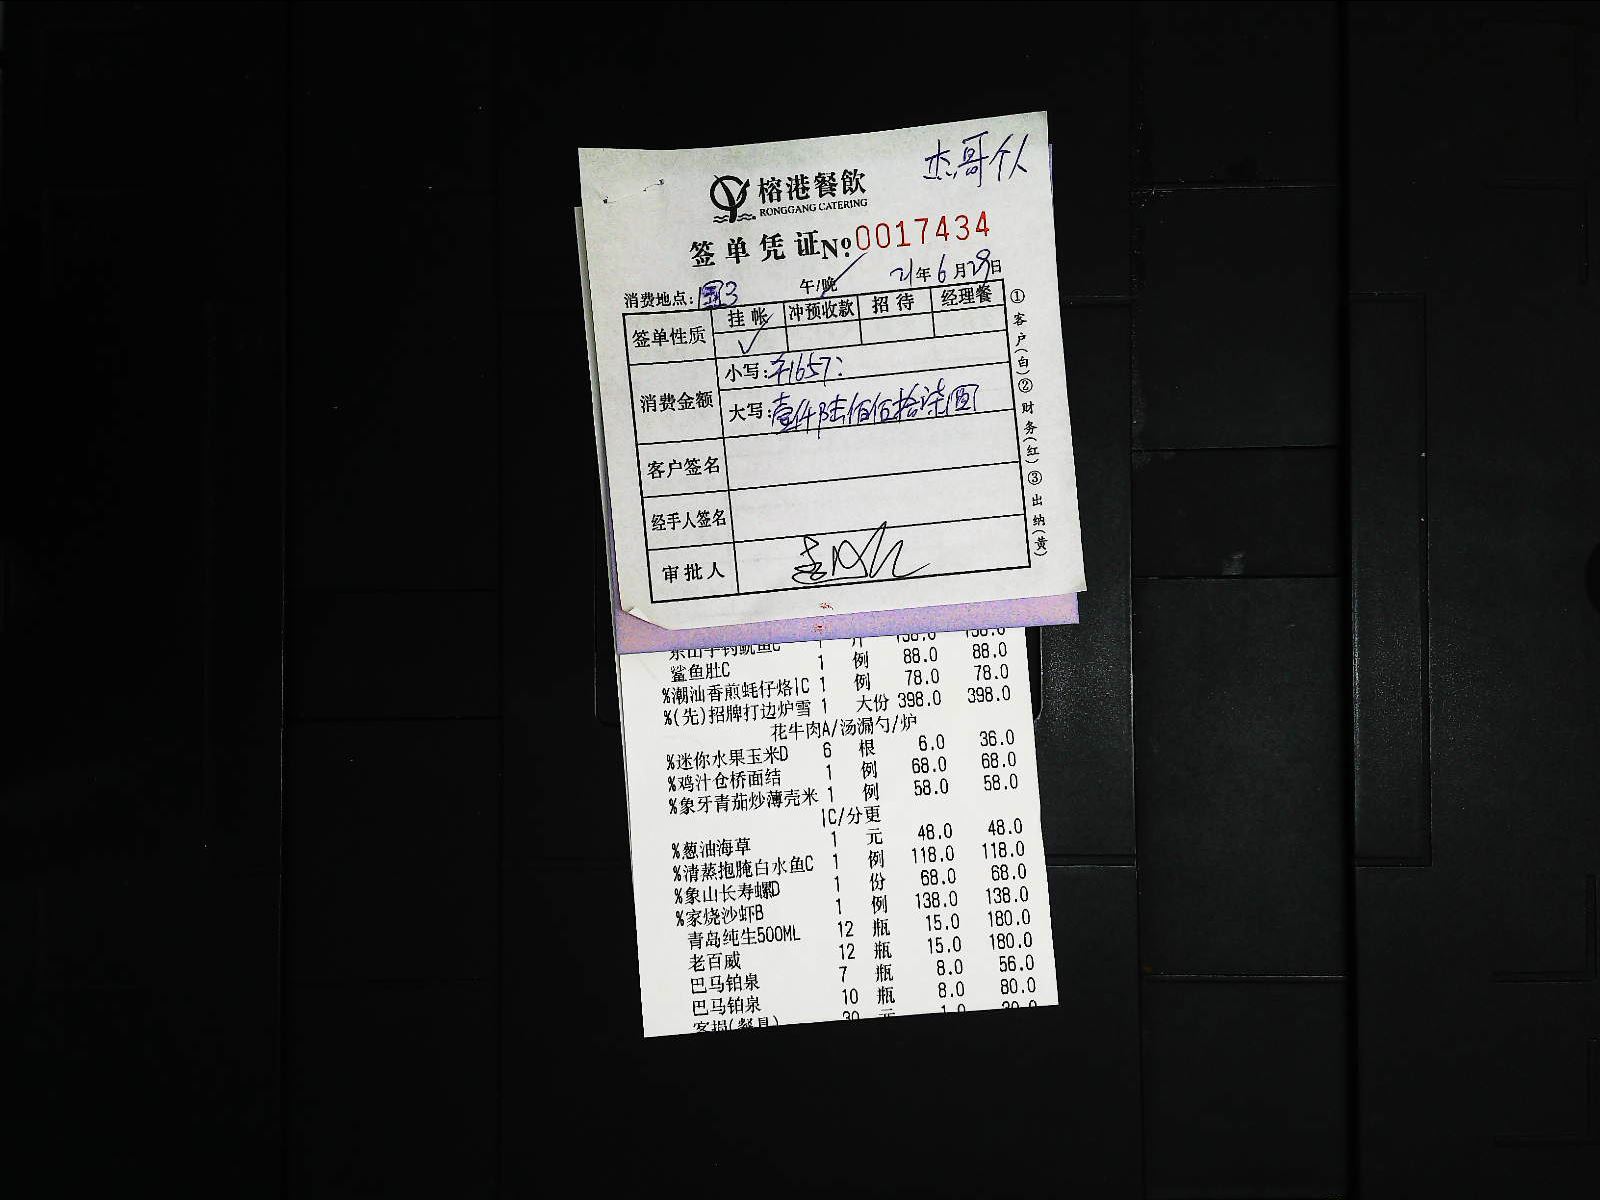 杰哥个人
榕港餐飲
RONGGANG CATERING
签单凭证No:0017434
21年6月29日
消费地点: 3 午/晚
签单性质 挂帐 冲预收款 招待 经理餐
✓
消费金额 小写:¥1657:
大写:壹仟陆佰伍拾柒圆
客户签名
经手人签名
审批人
①客户(白)②财务(红)③出纳(黄)
鲨鱼肚C 1 例 88.0 88.0
%潮汕香煎蚝仔烙|C 1 例 78.0 78.0
%(先)招牌打边炉雪 1 大份 398.0 398.0
花牛肉A/汤漏勺/炉
%迷你水果玉米D 6 根 6.0 36.0
%鸡汁仓桥面结 1 例 68.0 68.0
%象牙青茄炒薄壳米 1 例 58.0 58.0
|C/分更
%葱油海草 1 元 48.0 48.0
%清蒸抱腌白水鱼C 1 例 118.0 118.0
%象山长寿螺D 1 份 68.0 68.0
%家烧沙虾B 1 例 138.0 138.0
青岛纯生500ML 12 瓶 15.0 180.0
老百威 12 瓶 15.0 180.0
巴马铂泉 7 瓶 8.0 56.0
巴马铂泉 10 瓶 8.0 80.0
客损(餐具) 30 元 1.0